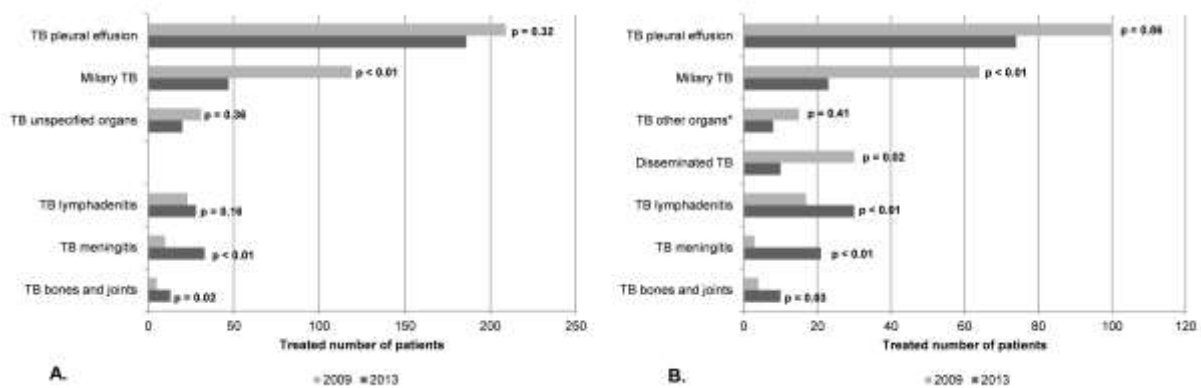 TB pleural effusion
p = 0.32
Miliary TB
p < 0.01
TB unspecified organs
p = 0.36
TB lymphadenitis
p = 0.16
TB meningitis
p < 0.01
TB bones and joints
p = 0.02
0 50 100 150 200 250
Treated number of patients
A.
2009 2013
TB pleural effusion
Miliary TB
p < 0.01
TB other organs*
p = 0.41
Disseminated TB
p = 0.02
TB lymphadenitis
p < 0.01
TB meningitis
p < 0.01
TB bones and joints
p = 0.03
0 20 40 60 80 100 120
Treated number of patients
B.
2009 2013